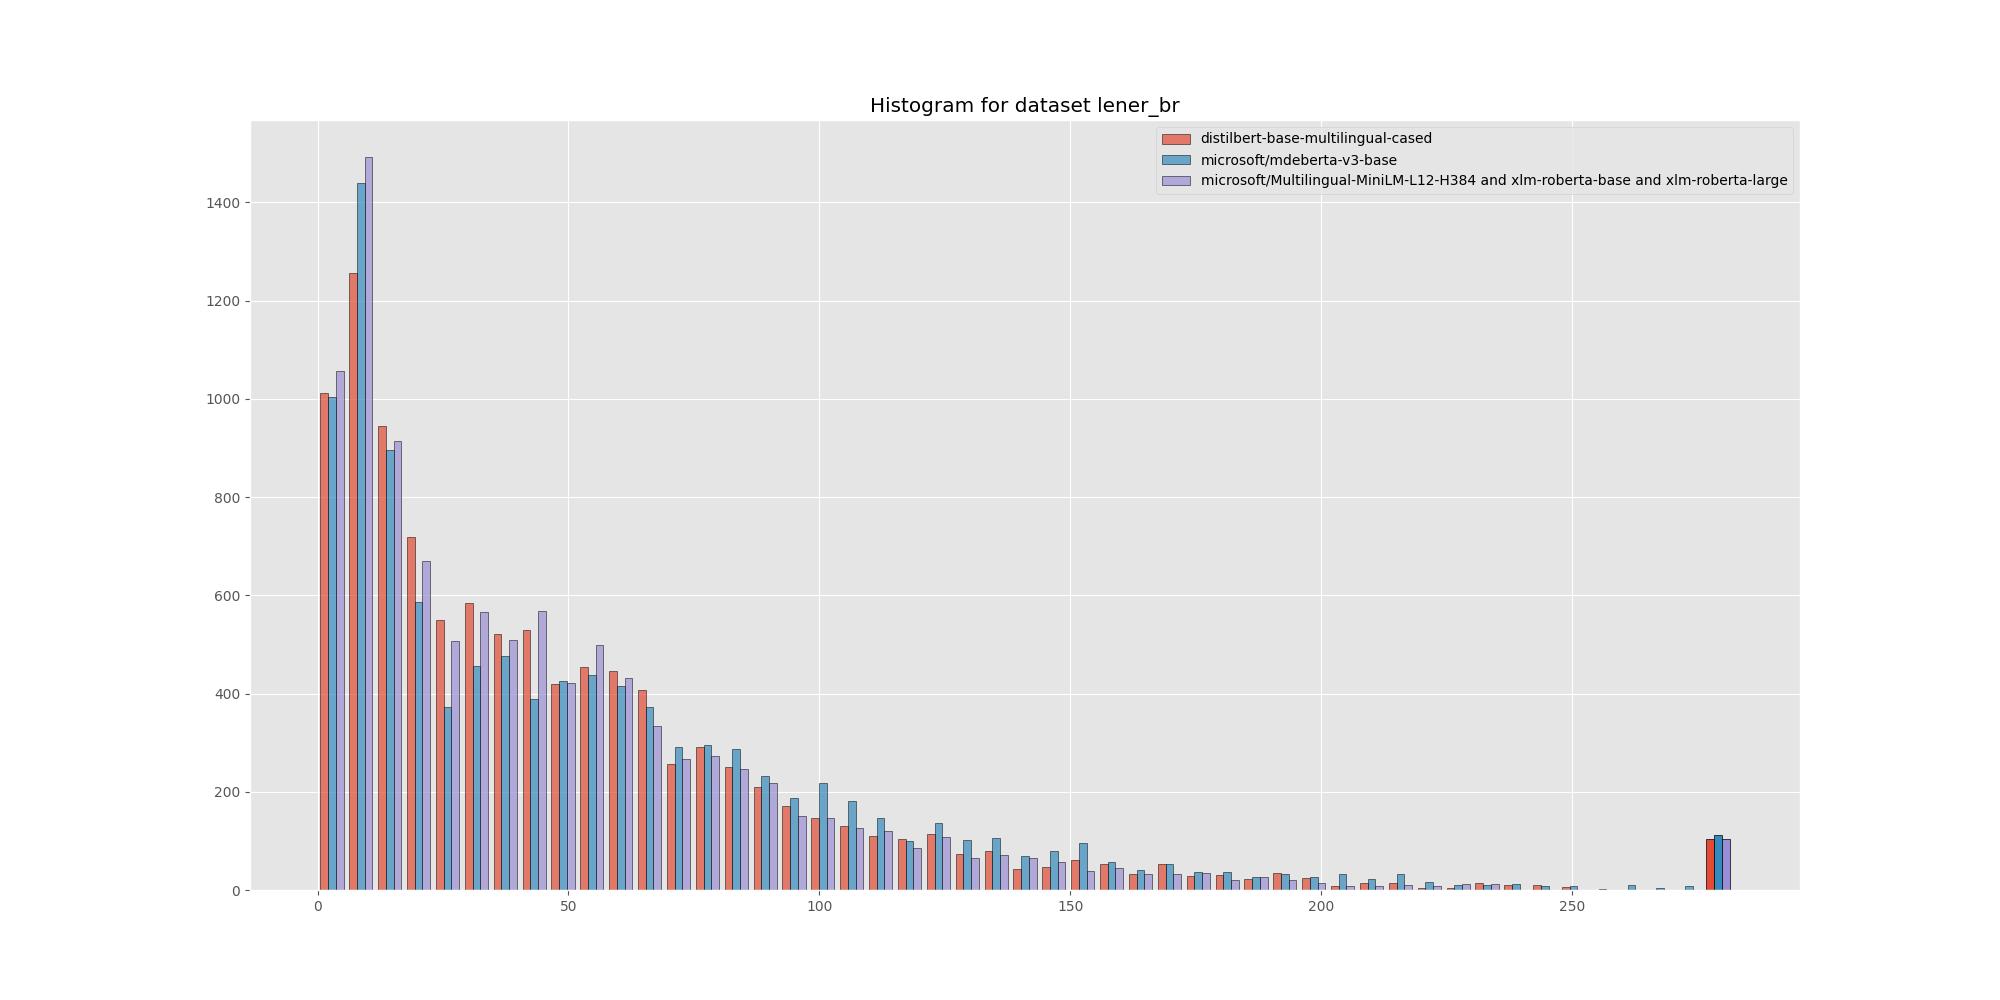 Histogram for dataset lener_br
distilbert-base-multilingual-cased
microsoft/mdeberta-v3-base
microsoft/Multilingual-MiniLM-L12-H384 and xlm-roberta-base and xlm-roberta-large
1400
1200
1000
800
600
400
200
0
0 50 100 150 200 250